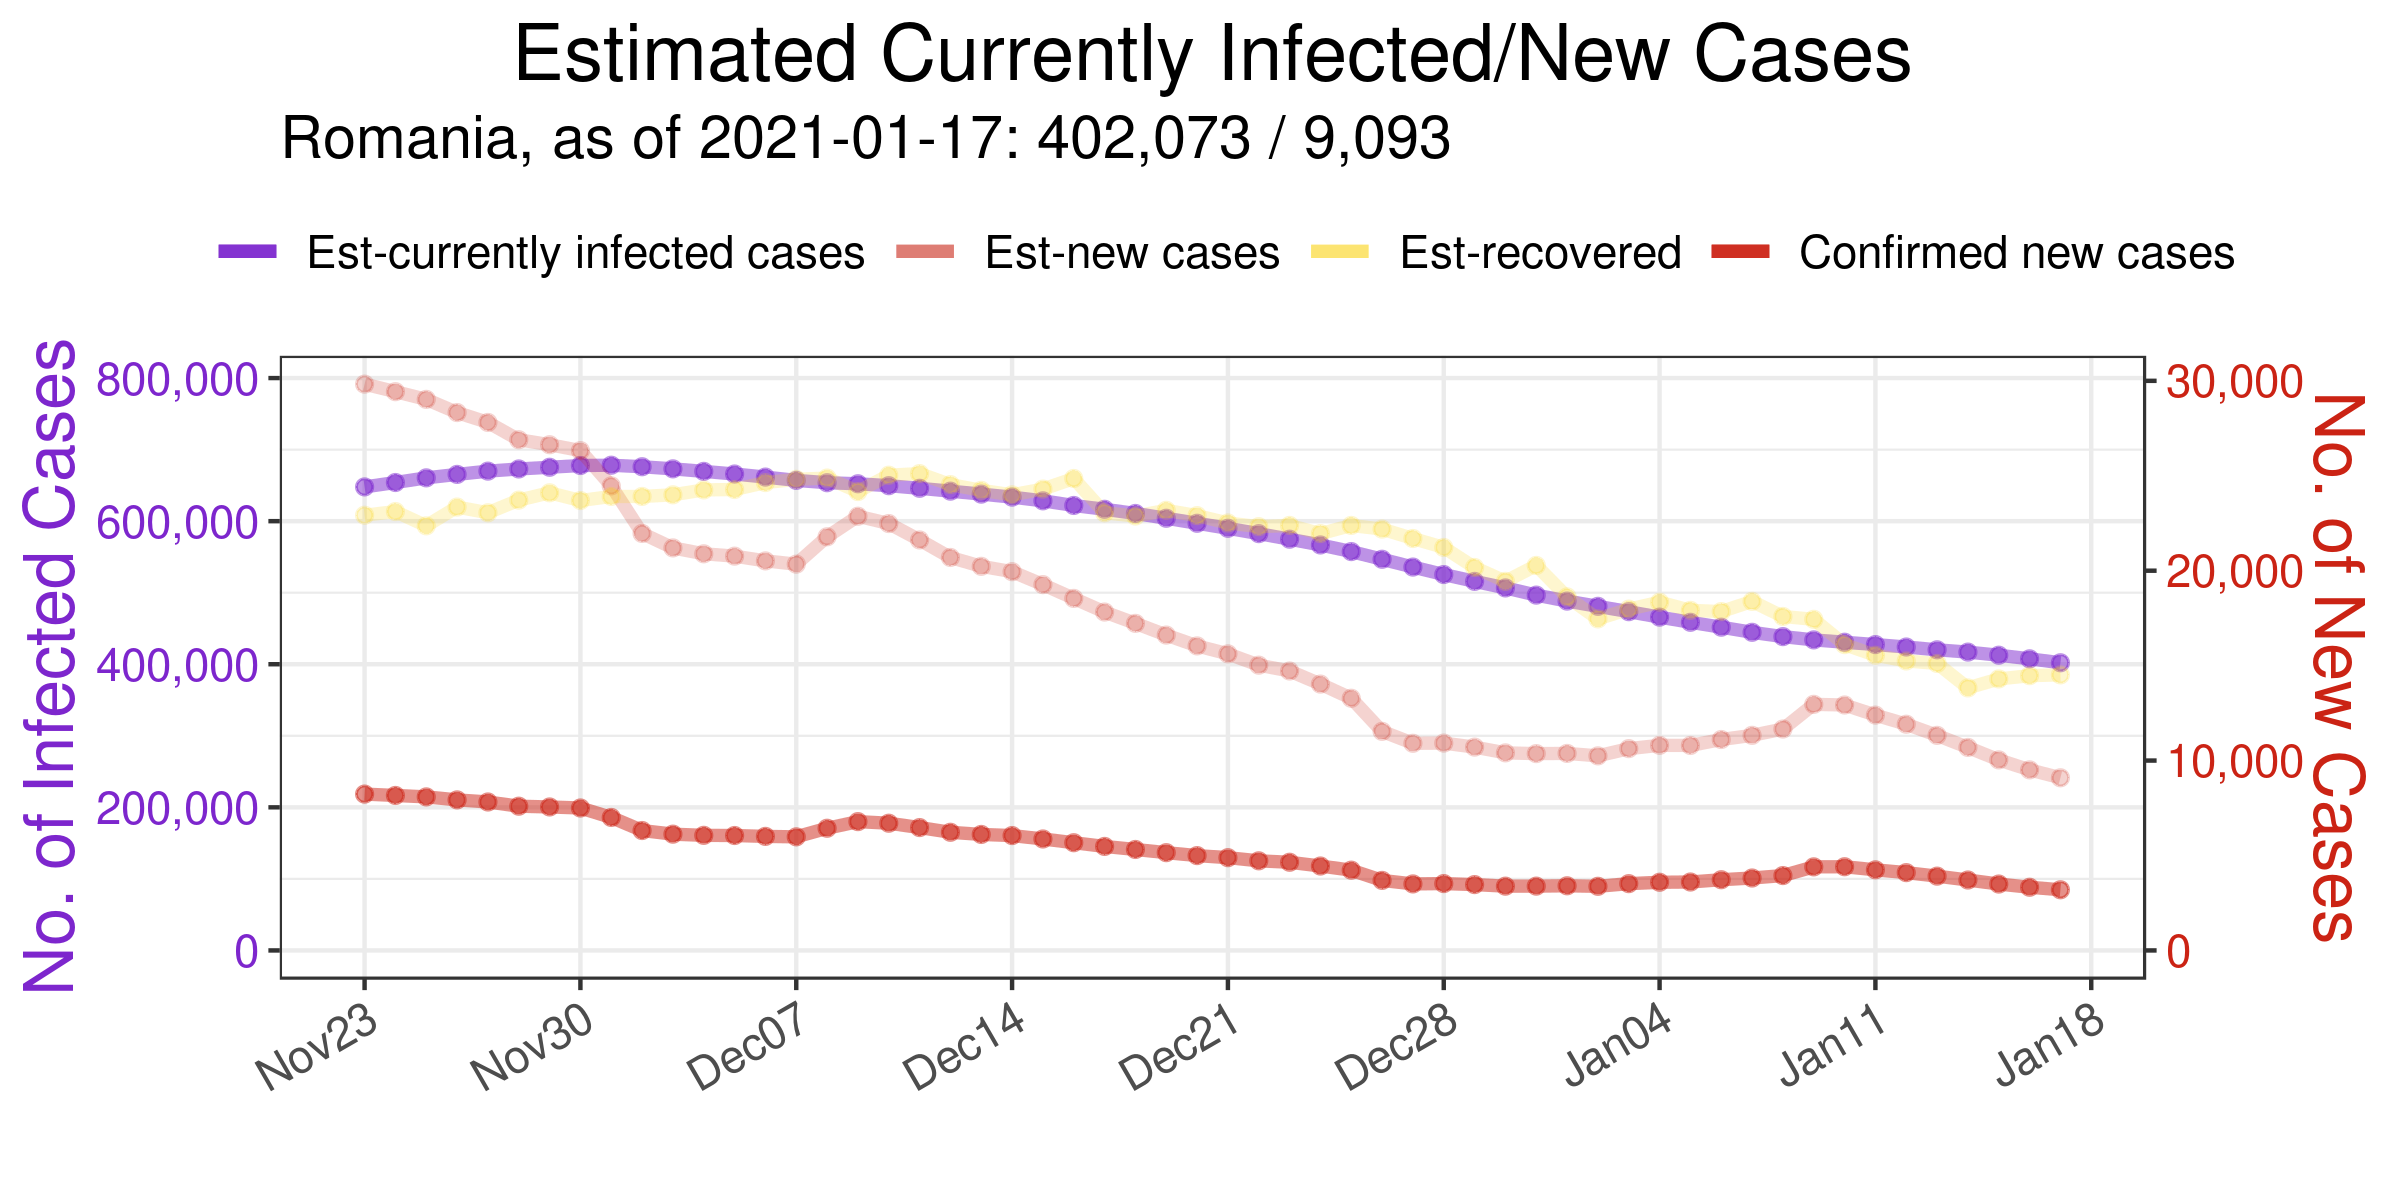 Estimated Currently Infected/New Cases
Romania, as of 2021-01-17: 402,073 / 9,093
Est-currently infected cases Est-new cases Est-recovered Confirmed new cases
No. of Infected Cases
800,000
600,000
400,000
200,000
0
30,000
20,000
10,000
0
No. of New Cases
Nov23 Nov30 Dec07 Dec14 Dec21 Dec28 Jan04 Jan11 Jan18